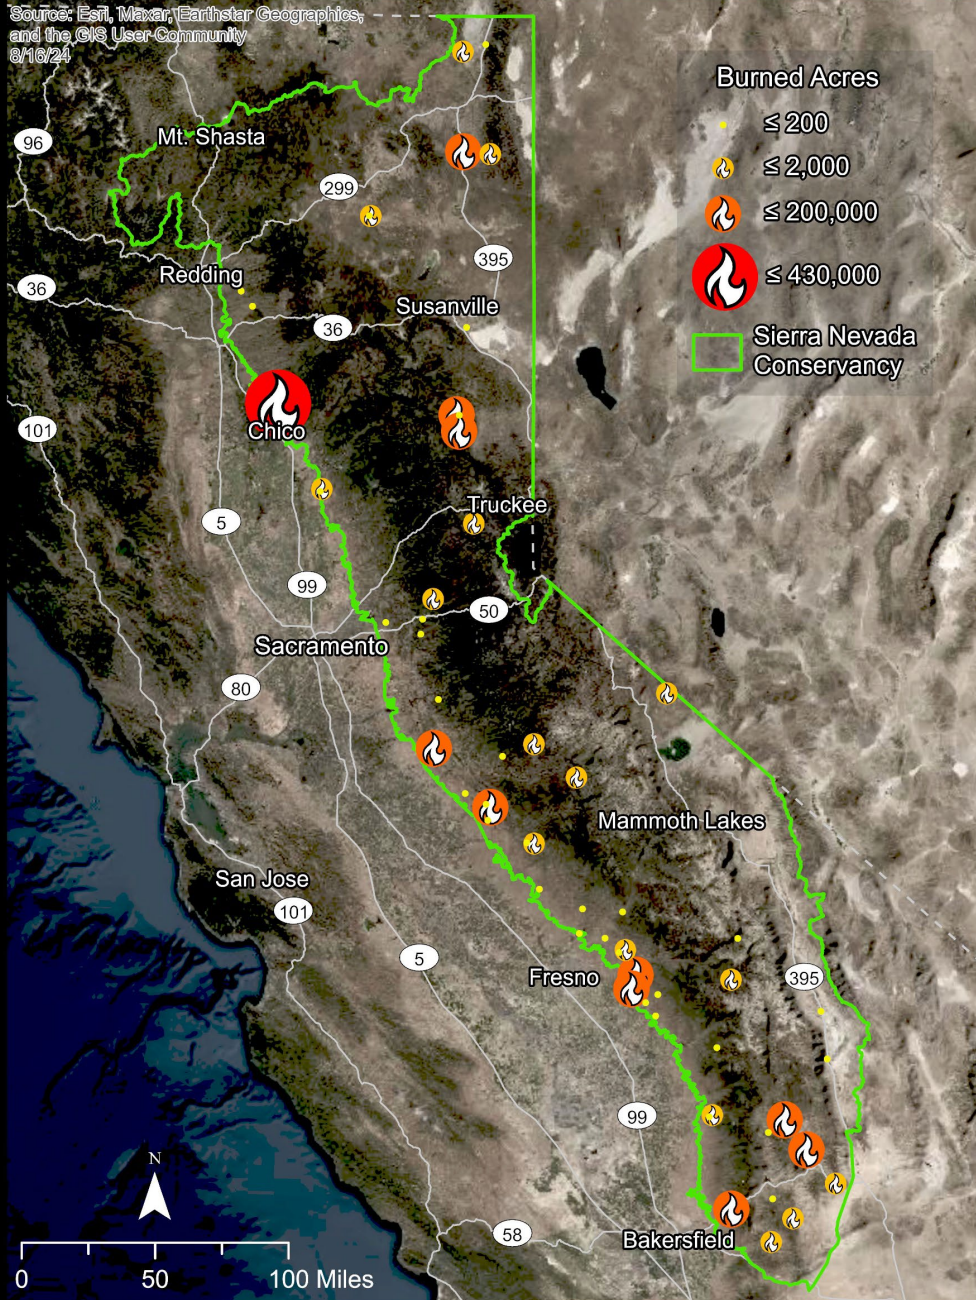 Source: Esri, Maxar, Earthstar Geographics,
and the GIS User Community
8/16/24
Burned Acres
≤ 200
≤ 2,000
≤ 200,000
≤ 430,000
Sierra Nevada
Conservancy
Mt. Shasta
96
299
395
Redding
36
Susanville
36
Chico
101
Truckee
5
99
50
Sacramento
80
Mammoth Lakes
San Jose
101
5
Fresno
395
99
N
58
Bakersfield
0 50 100 Miles